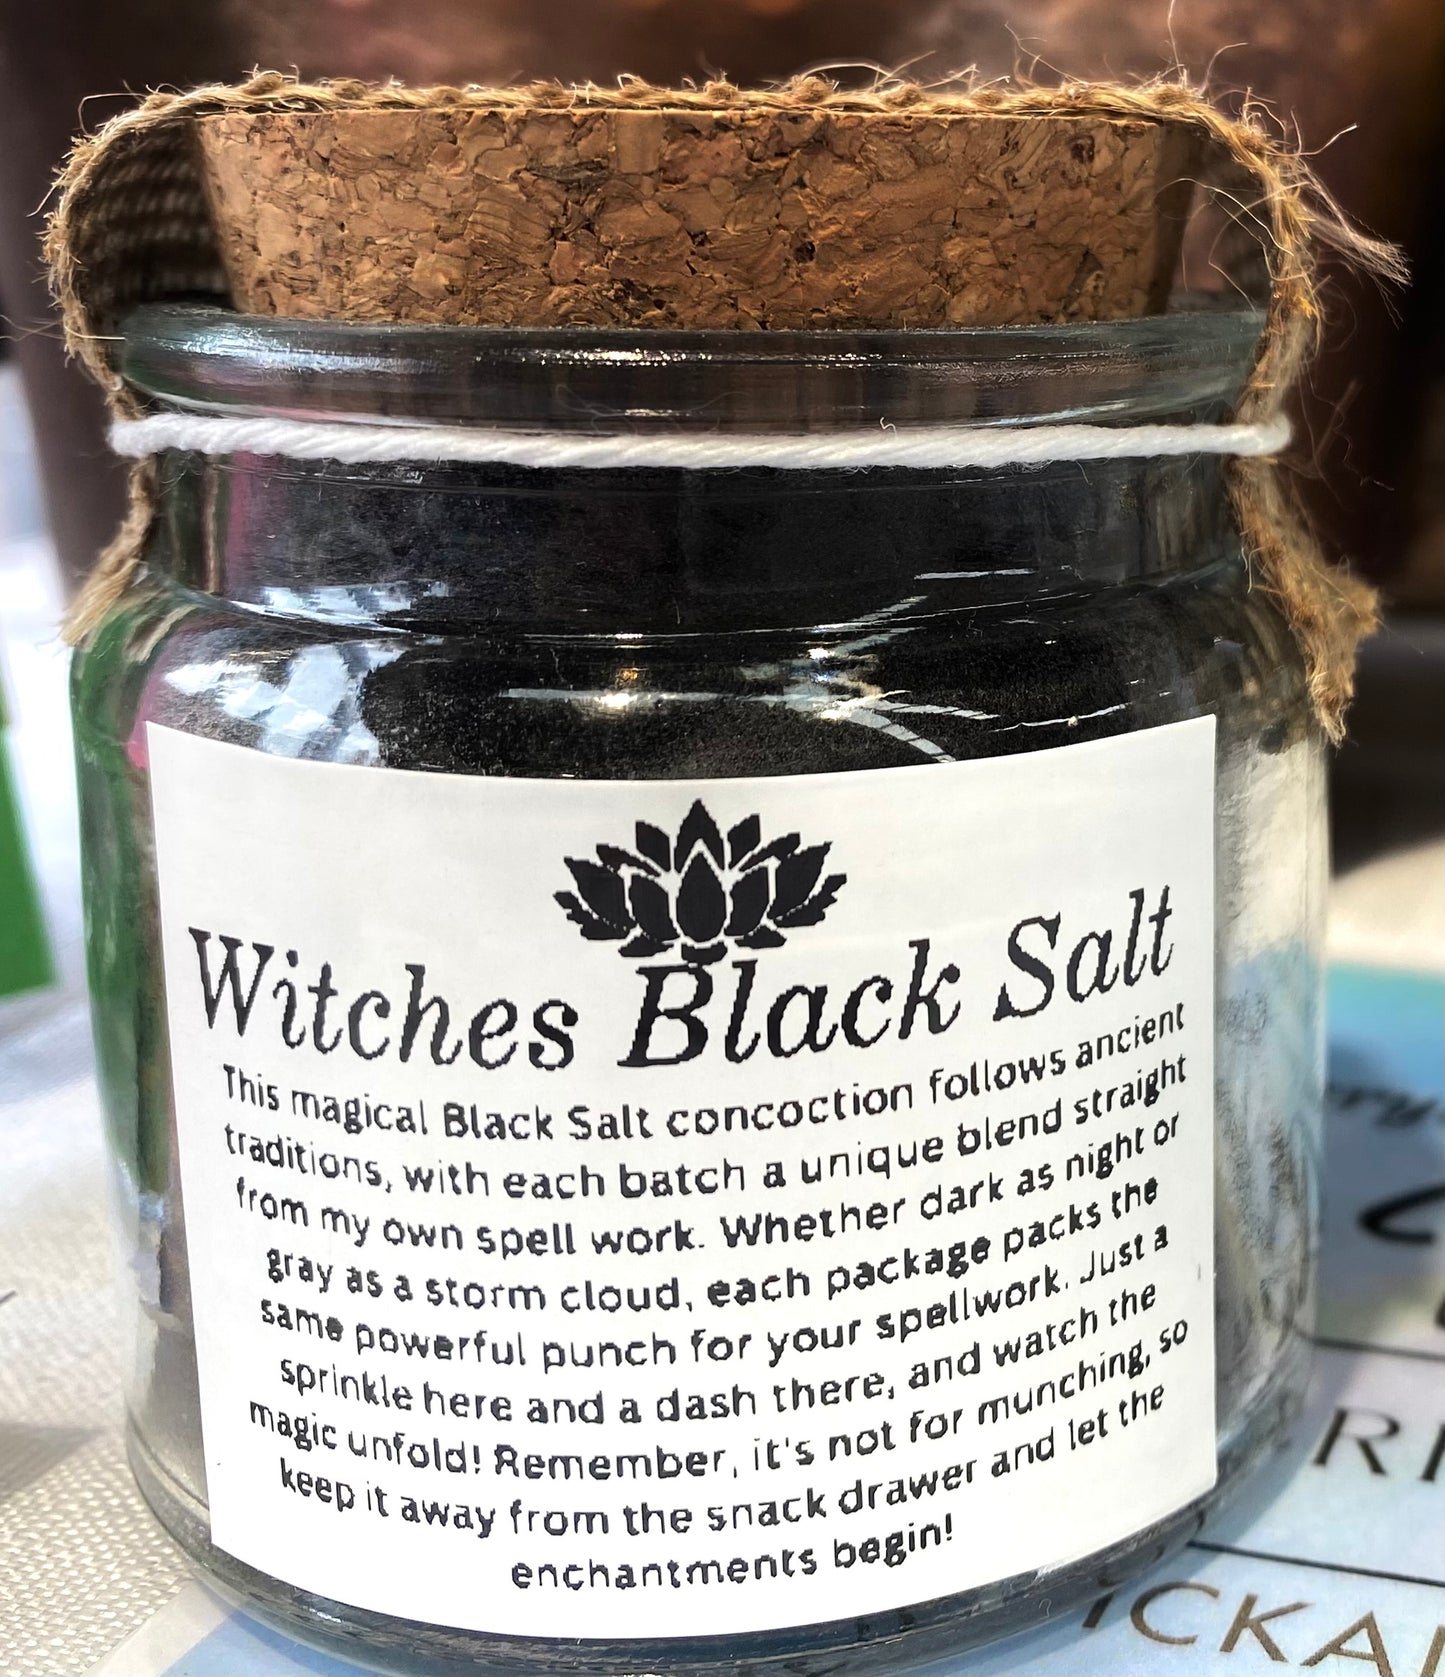 Witches Black Salt
This magical Black Salt concoction follows ancient
traditions, with each batch a unique blend straight
from my own spell work. Whether dark as night or
gray as a storm cloud, each package packs the
same powerful punch for your spellwork. Just a
sprinkle here and a dash there, and watch the
magic unfold! Remember, it's not for munching, so
keep it away from the snack drawer and let the
enchantments begin!